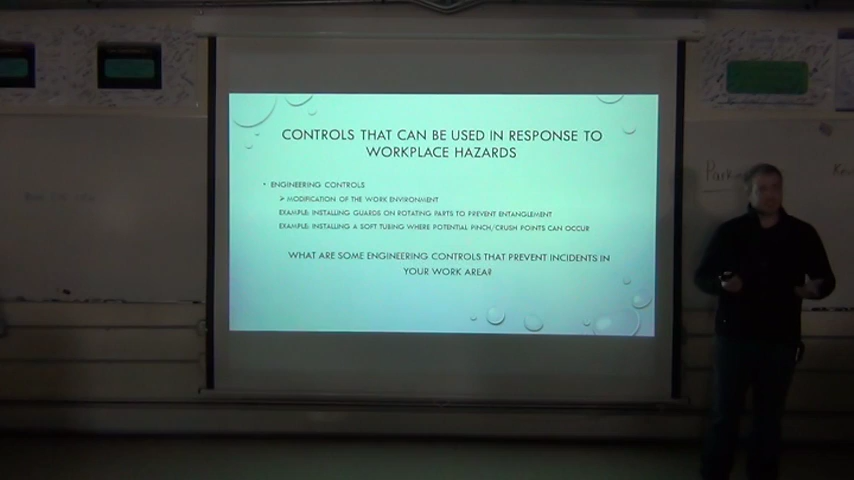 CONTROLS THAT CAN BE USED IN RESPONSE TO
WORKPLACE HAZARDS
• ENGINEERING CONTROLS
➢ MODIFICATION OF THE WORK ENVIRONMENT
EXAMPLE: INSTALLING GUARDS ON ROTATING PARTS TO PREVENT ENTANGLEMENT
EXAMPLE: INSTALLING A SOFT TUBING WHERE POTENTIAL PINCH/CRUSH POINTS CAN OCCUR
WHAT ARE SOME ENGINEERING CONTROLS THAT PREVENT INCIDENTS IN
YOUR WORK AREA?